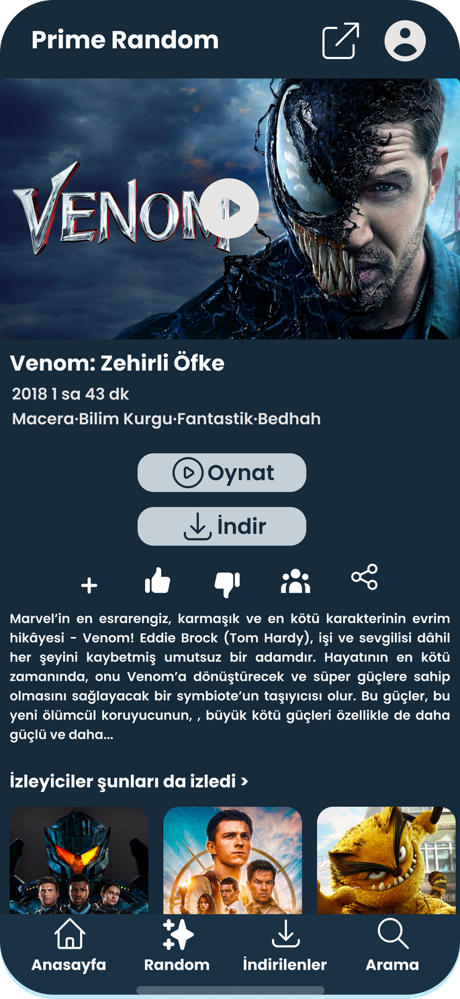 Prime Random
VENOM
Venom: Zehirli Öfke
2018 1 sa 43 dk
Macera·Bilim Kurgu·Fantastik·Bedhah
Oynat
İndir
Marvel’in en esrarengiz, karmaşık ve en kötü karakterinin evrim
hikâyesi - Venom! Eddie Brock (Tom Hardy), işi ve sevgilisi dâhil
her şeyini kaybetmiş umutsuz bir adamdır. Hayatının en kötü
zamanında, onu Venom’a dönüştürecek ve süper güçlere sahip
olmasını sağlayacak bir symbiote’un taşıyıcısı olur. Bu güçler, bu
yeni ölümcül koruyucunun, , büyük kötü güçleri özellikle de daha
güçlü ve daha...
İzleyiciler şunları da izledi >
Anasayfa
Random
İndirilenler
Arama